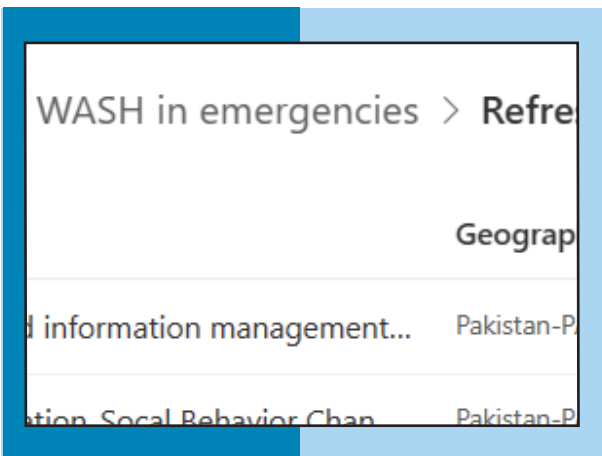 WASH in emergencies > Refre
Geograp
d information management... Pakistan-PA
ation, Socal Behavior Chan Pakistan-P